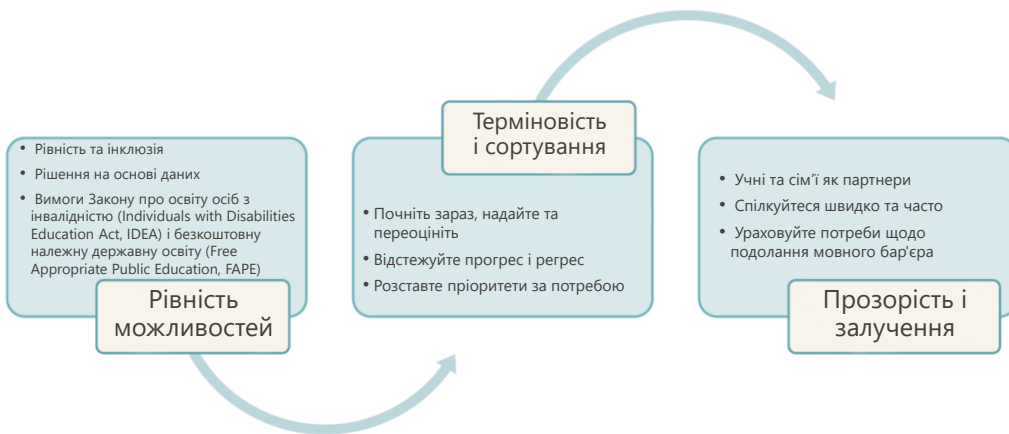 • Рівність та інклюзія
• Рішення на основі даних
• Вимоги Закону про освіту осіб з
інвалідністю (Individuals with Disabilities
Education Act, IDEA) і безкоштовну
належну державну освіту (Free
Appropriate Public Education, FAPE)
Рівність
можливостей
Терміновість
і сортування
• Почніть зараз, надайте та
переоцініть
• Відстежуйте прогрес і регрес
• Розставте пріоритети за потребою
• Учні та сім’ї як партнери
• Спілкуйтеся швидко та часто
• Ураховуйте потреби щодо
подолання мовного бар'єра
Прозорість і
залучення